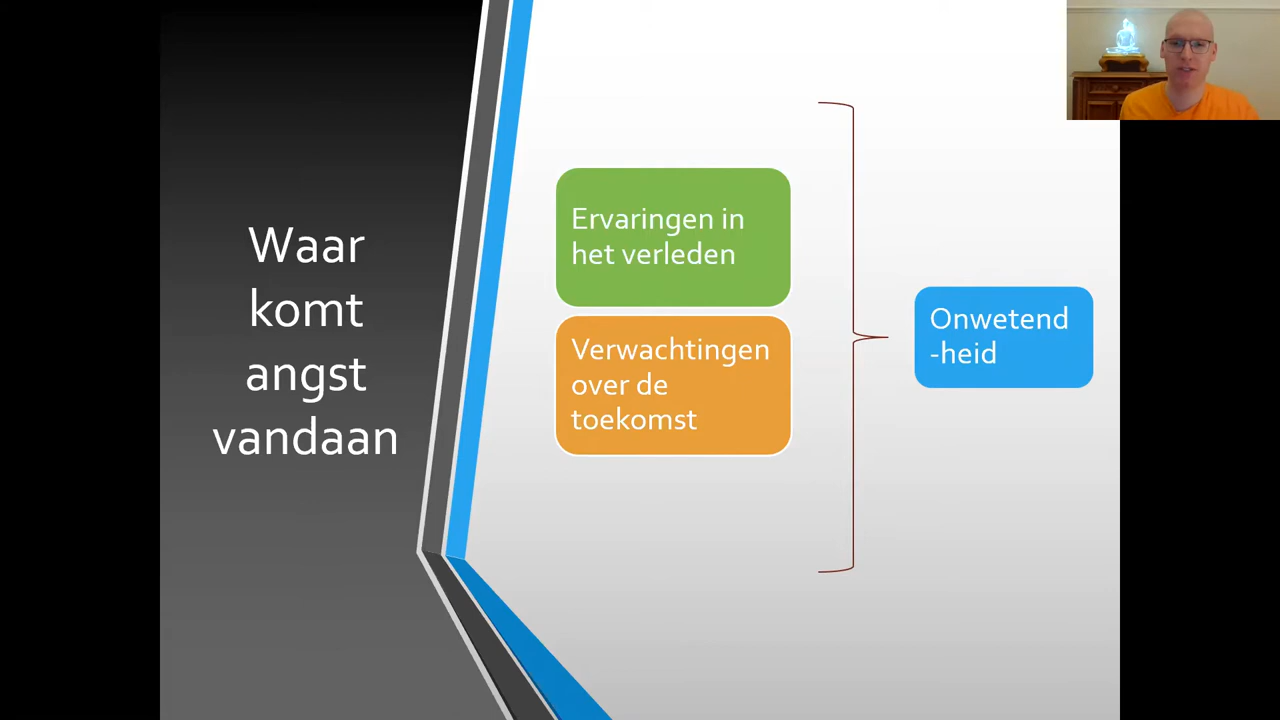 Waar
komt
angst
vandaan
Ervaringen in
het verleden
Verwachtingen
over de
toekomst
Onwetend
-heid